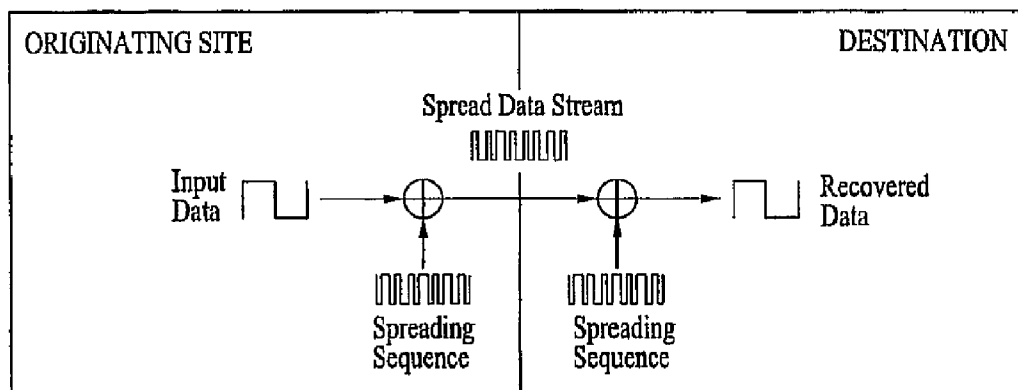 ORIGINATING SITE
DESTINATION
Spread Data Stream
Input
Data
Recovered
Data
Spreading
Sequence
Spreading
Sequence